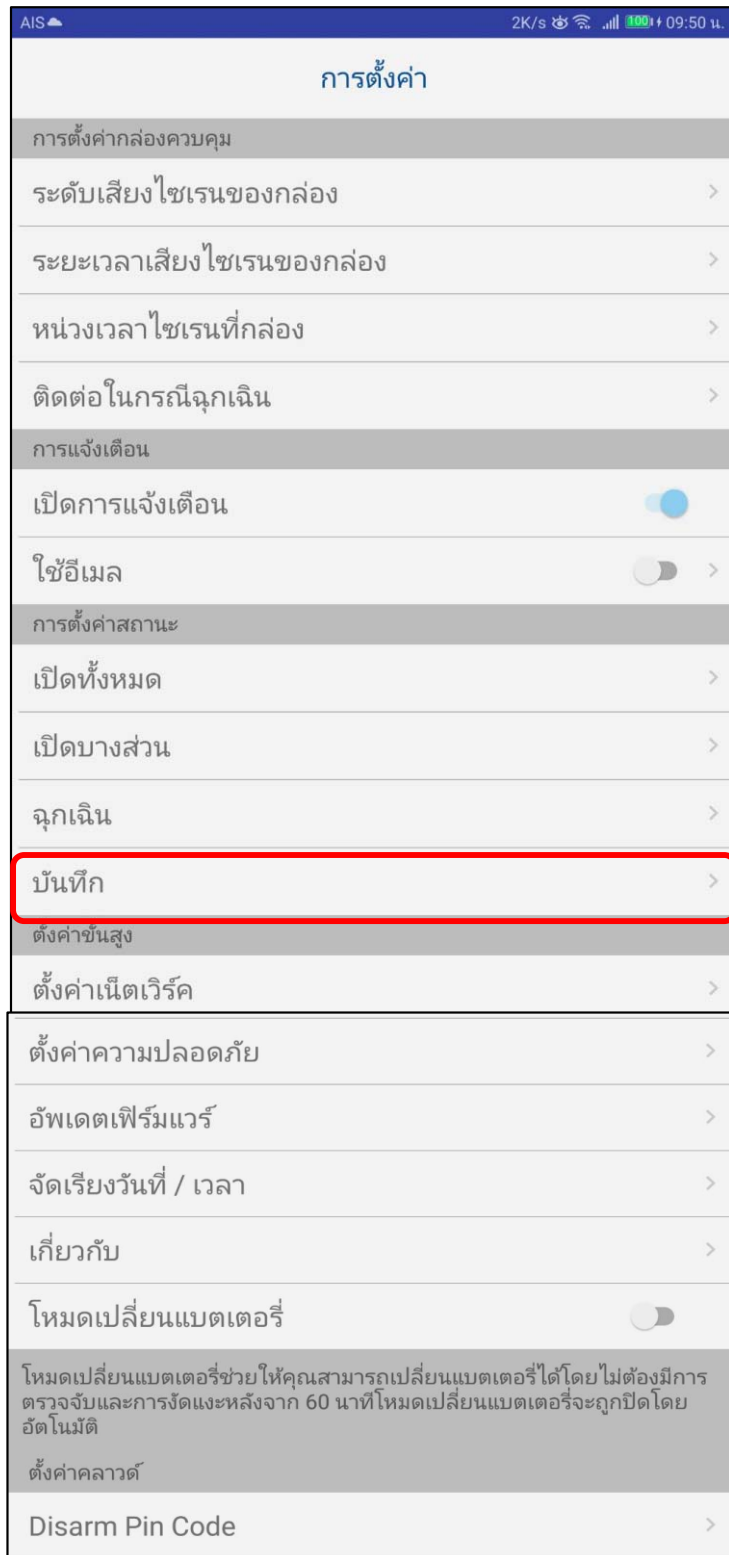 AIS 2K/s 100 09:50 น.
การตั้งค่า
การตั้งค่ากล่องควบคุม
ระดับเสียงไซเรนของกล่อง
ระยะเวลาเสียงไซเรนของกล่อง
หน่วงเวลาไซเรนที่กล่อง
ติดต่อในกรณีฉุกเฉิน
การแจ้งเตือน
เปิดการแจ้งเตือน
ใช้อีเมล
การตั้งค่าสถานะ
เปิดทั้งหมด
เปิดบางส่วน
ฉุกเฉิน
บันทึก
ตั้งค่าขั้นสูง
ตั้งค่าเน็ตเวิร์ค
ตั้งค่าความปลอดภัย
อัพเดตเฟิร์มแวร์
จัดเรียงวันที่ / เวลา
เกี่ยวกับ
โหมดเปลี่ยนแบตเตอรี่
โหมดเปลี่ยนแบตเตอรี่ช่วยให้คุณสามารถเปลี่ยนแบตเตอรี่ได้โดยไม่ต้องมีการ
ตรวจจับและการงัดแงะหลังจาก 60 นาทีโหมดเปลี่ยนแบตเตอรี่จะถูกปิดโดย
อัตโนมัติ
ตั้งค่าคลาวด์
Disarm Pin Code